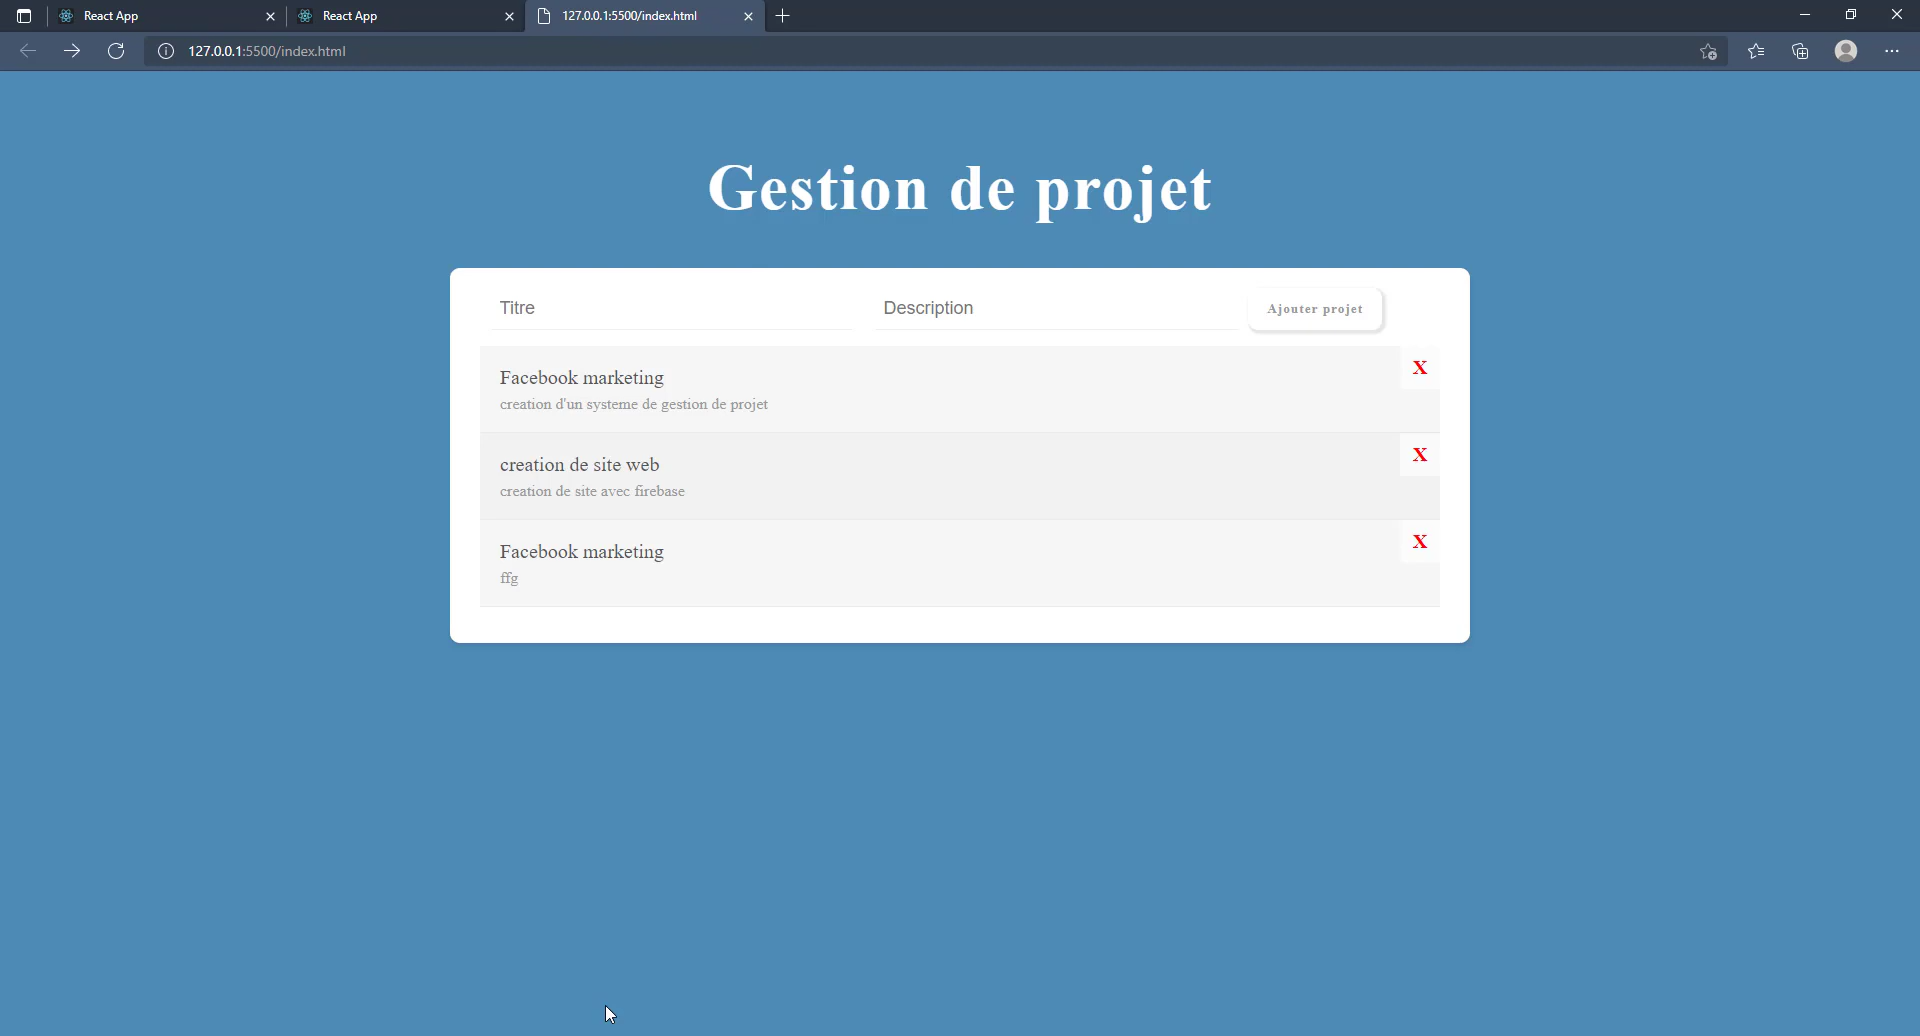 React App
React App
127.0.0.1:5500/index.html
127.0.0.1:5500/index.html
Gestion de projet
Titre
Description
Ajouter projet
Facebook marketing
X
creation d'un systeme de gestion de projet
creation de site web
X
creation de site avec firebase
Facebook marketing
X
ffg